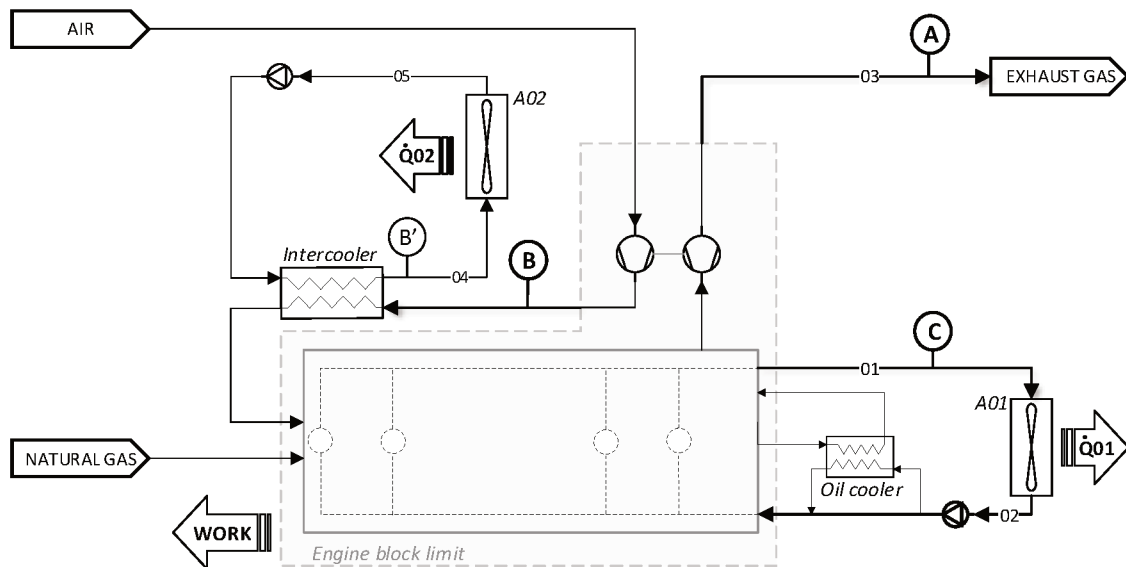 AIR
A
03
EXHAUST GAS
05
A02
Q̇02
B'
Intercooler
04
B
C
01
A01
Q̇01
NATURAL GAS
Oil cooler
02
WORK
Engine block limit